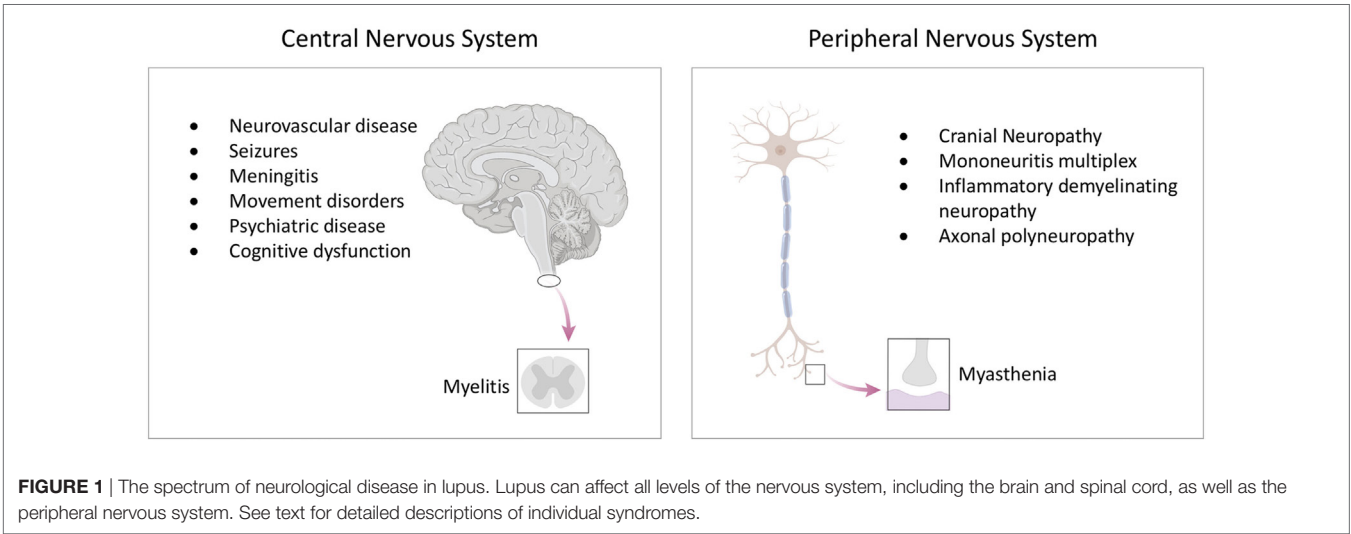 Central Nervous System
• Neurovascular disease
• Seizures
• Meningitis
• Movement disorders
• Psychiatric disease
• Cognitive dysfunction
Myelitis
Peripheral Nervous System
• Cranial Neuropathy
• Mononeuritis multiplex
• Inflammatory demyelinating
neuropathy
• Axonal polyneuropathy
Myasthenia
FIGURE 1 | The spectrum of neurological disease in lupus. Lupus can affect all levels of the nervous system, including the brain and spinal cord, as well as the
peripheral nervous system. See text for detailed descriptions of individual syndromes.